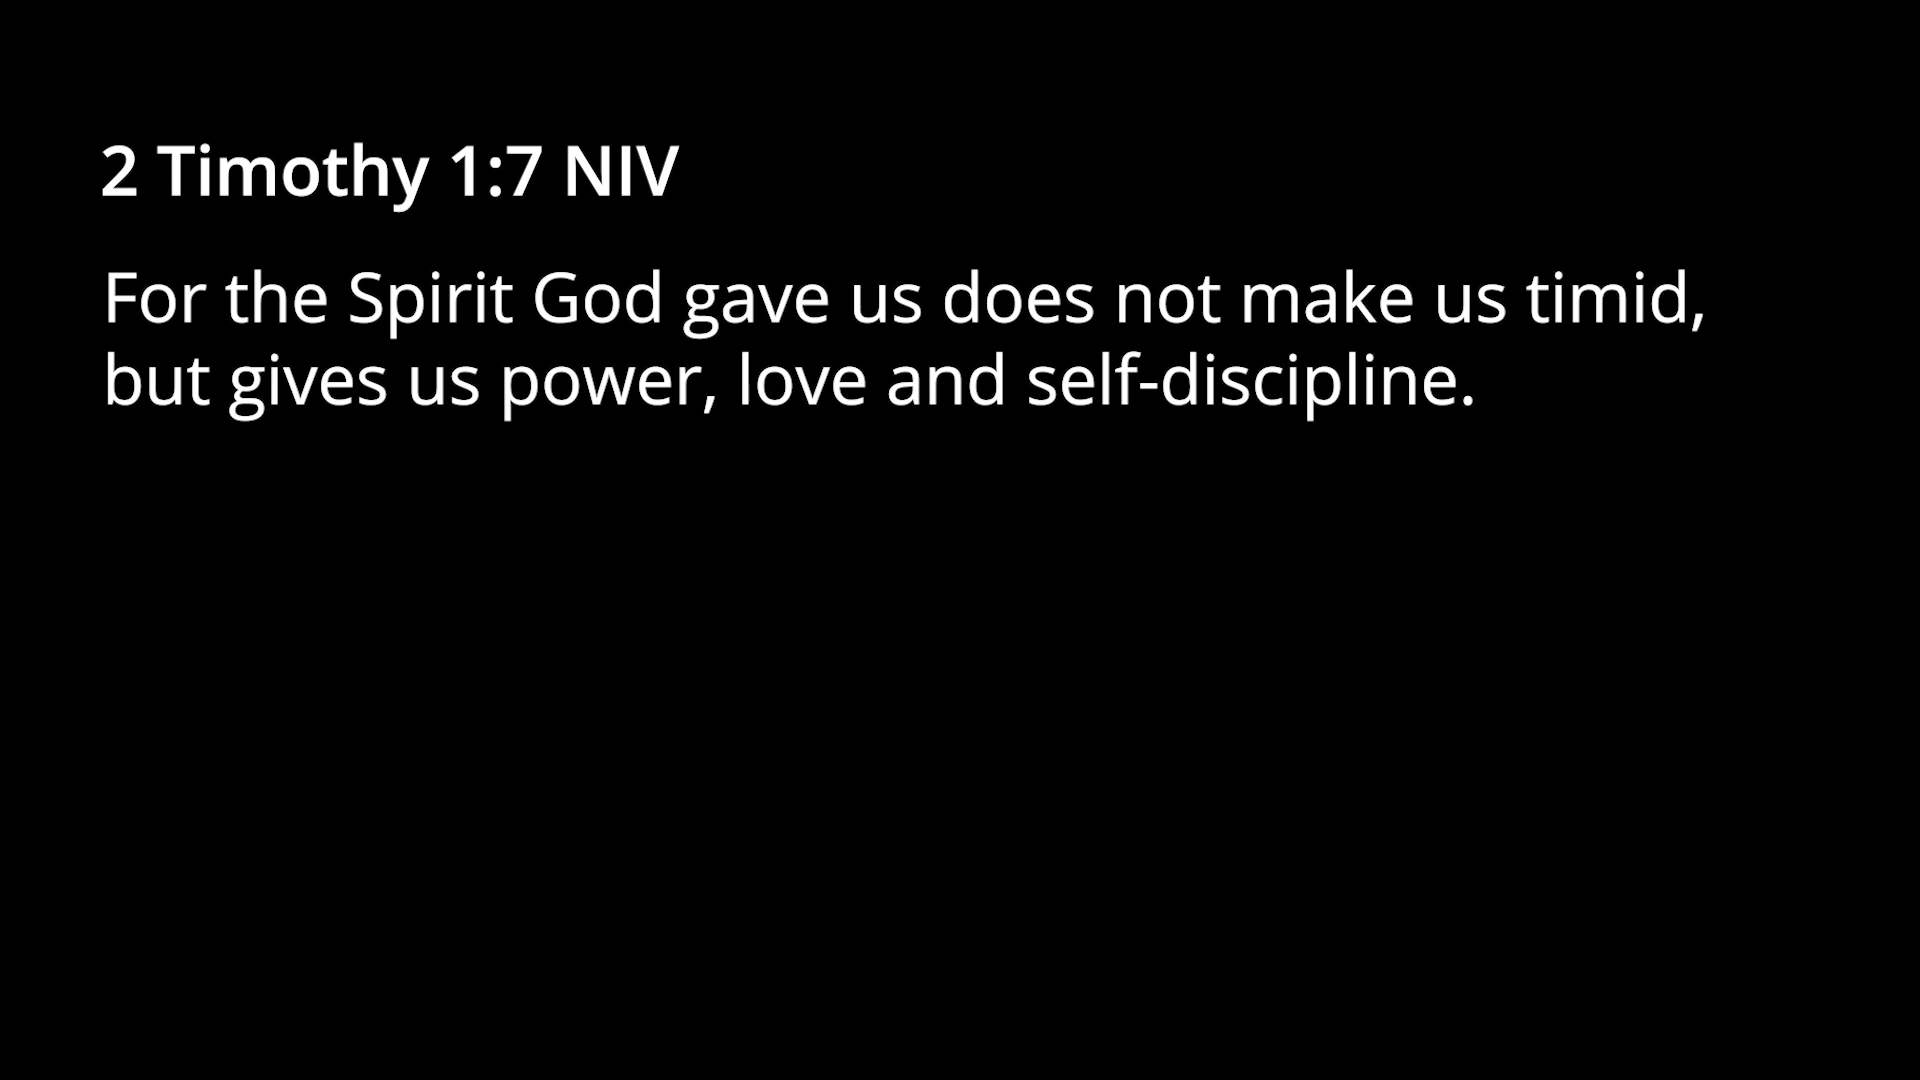 2 Timothy 1:7 NIV
For the Spirit God gave us does not make us timid,
but gives us power, love and self-discipline.